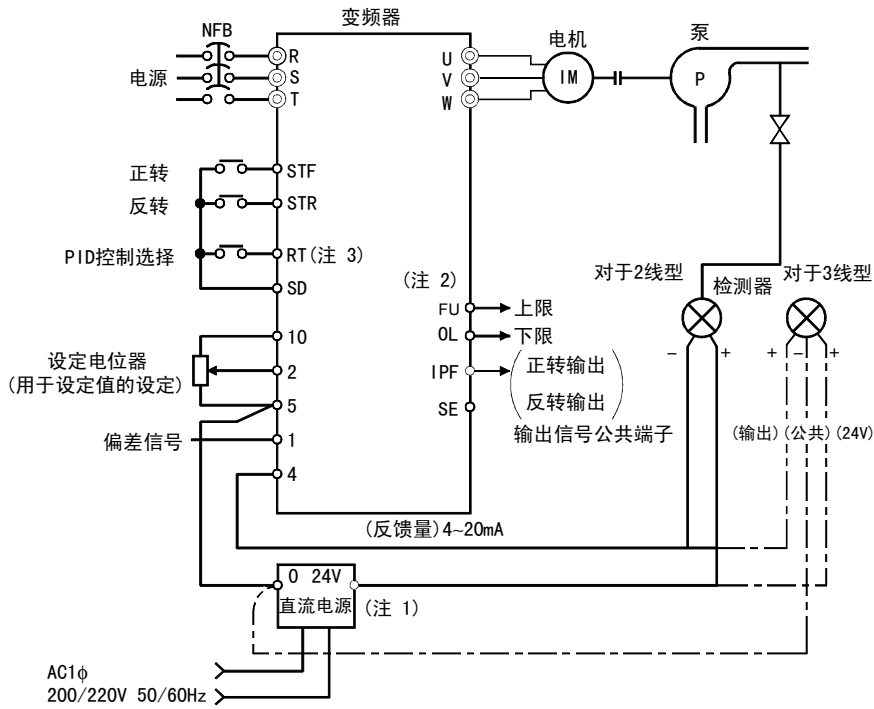 变频器
NFB
电机
泵
R
U
电源
S
V
IM
P
T
W
正转
STF
反转
STR
PID控制选择
RT(注 3)
SD
(注 2)
对于2线型
对于3线型
检测器
FU
上限
10
OL
下限
- +
+ - +
设定电位器
(用于设定值的设定)
2
IPF
正转输出
反转输出
5
SE
输出信号公共端子
(输出)(公共)(24V)
偏差信号
1
4
(反馈量)4~20mA
0 24V
直流电源
(注 1)
AC1ϕ
200/220V 50/60Hz